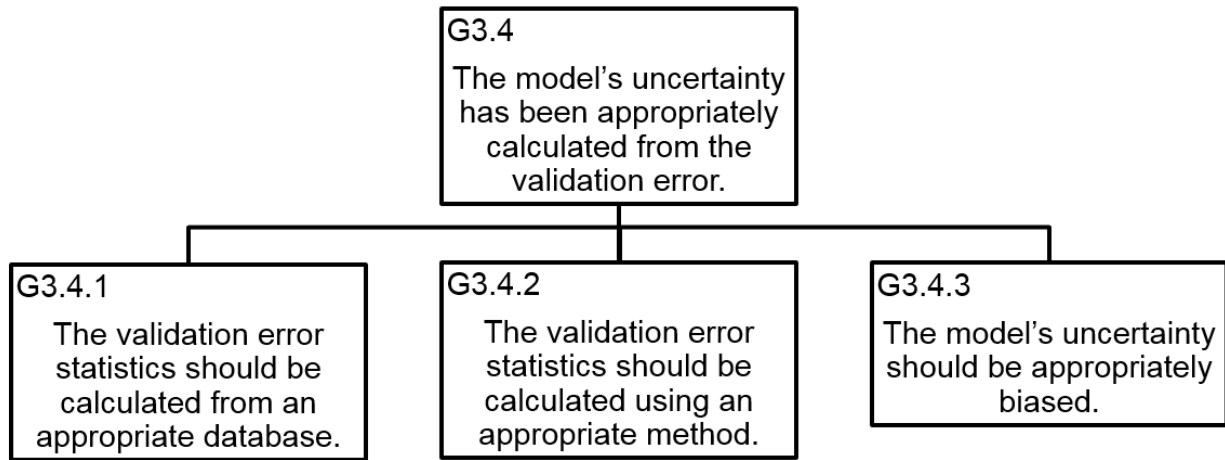 G3.4
The model’s uncertainty
has been appropriately
calculated from the
validation error.
G3.4.1
The validation error
statistics should be
calculated from an
appropriate database.
G3.4.2
The validation error
statistics should be
calculated using an
appropriate method.
G3.4.3
The model’s uncertainty
should be appropriately
biased.